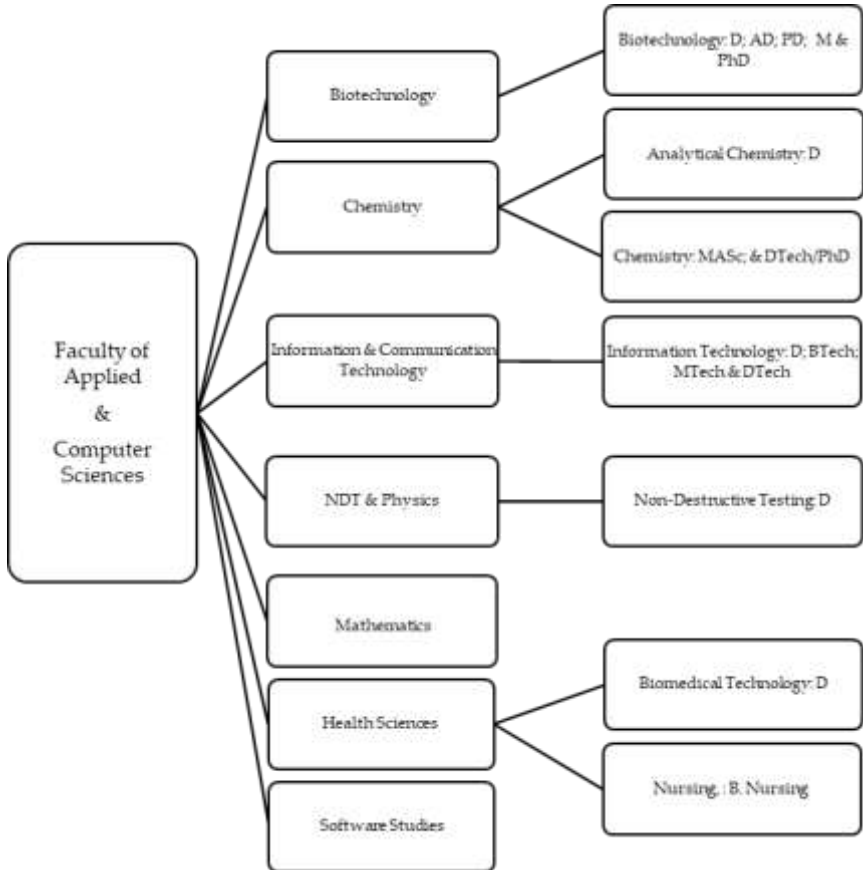 Faculty of
Applied
&
Computer
Sciences
Biotechnology
Biotechnology: D; AD; PD; M &
PhD
Chemistry
Analytical Chemistry: D
Chemistry: MASc; & DTech/PhD
Information & Communication
Technology
Information Technology: D; BTech;
MTech & DTech
NDT & Physics
Non-Destructive Testing: D
Mathematics
Health Sciences
Biomedical Technology: D
Nursing, : B. Nursing
Software Studies